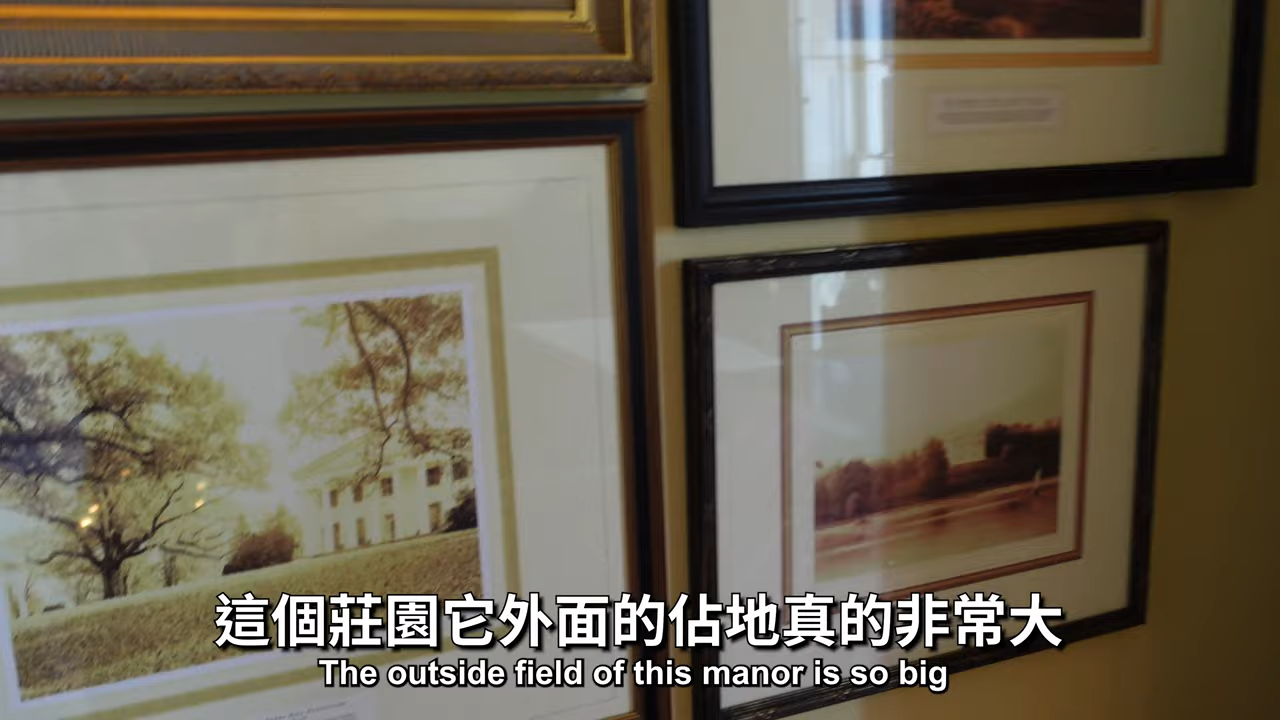 這個莊園它外面的佔地真的非常大
The outside field of this manor is so big